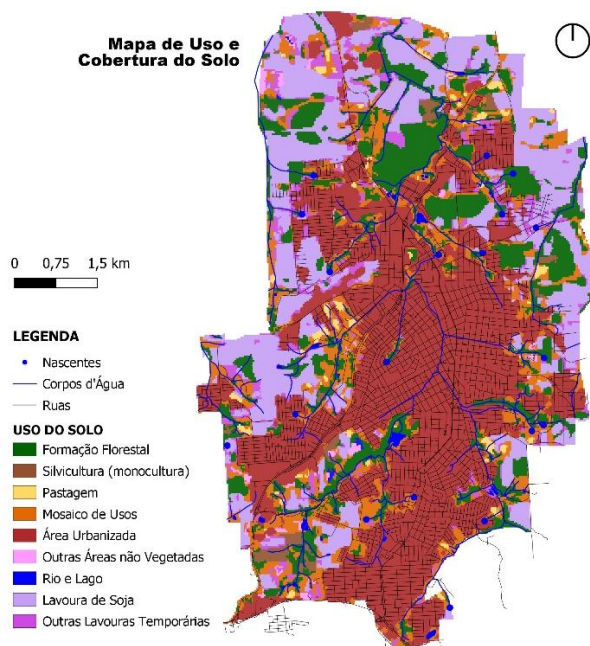 Mapa de Uso e
Cobertura do Solo
0 0,75 1,5 km
LEGENDA
Nascentes
Corpos d'Água
Ruas
USO DO SOLO
Formação Florestal
Silvicultura (monocultura)
Pastagem
Mosaico de Usos
Área Urbanizada
Outras Áreas não Vegetadas
Rio e Lago
Lavoura de Soja
Outras Lavouras Temporárias